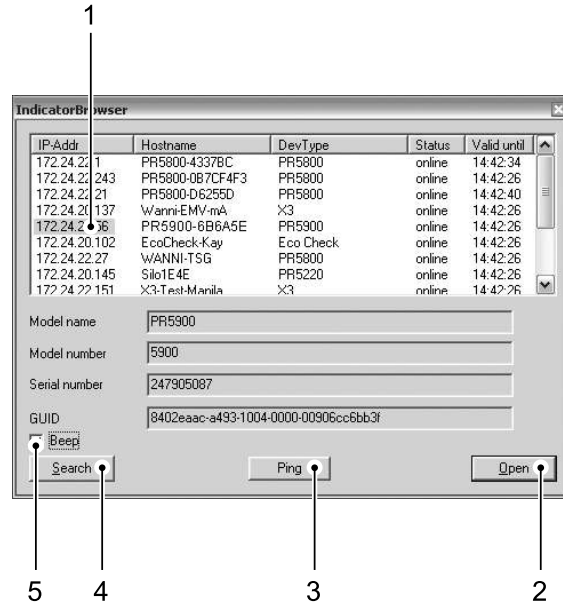 1
IndicatorBrowser
IP-Addr Hostname DevType Status Valid until
PR5800-4337BC PR5800 online 14:42:34
PR5800-0B7CF4F3 PR5800 online 14:42:26
PR5800-D6255D PR5800 online 14:42:40
Wanni-EMV-mA X3 online 14:42:26
PR5900-6B6A5E PR5900 online 14:42:26
172.24.20.102 EcoCheck-Kay Eco Check online 14:42:26
172.24.22.27 WANNI-TSG PR5800 online 14:42:26
172.24.20.145 Silo1E4E PR5220 online 14:42:26
172.24.22.151 X3-Test-Manila X3 online 14:42:26
Model name PR5900
Model number 5900
Serial number 247905087
GUID 8402eaac-a493-1004-0000-00906cc6bb3f
Beep
Search Ping Open
5 4 3 2